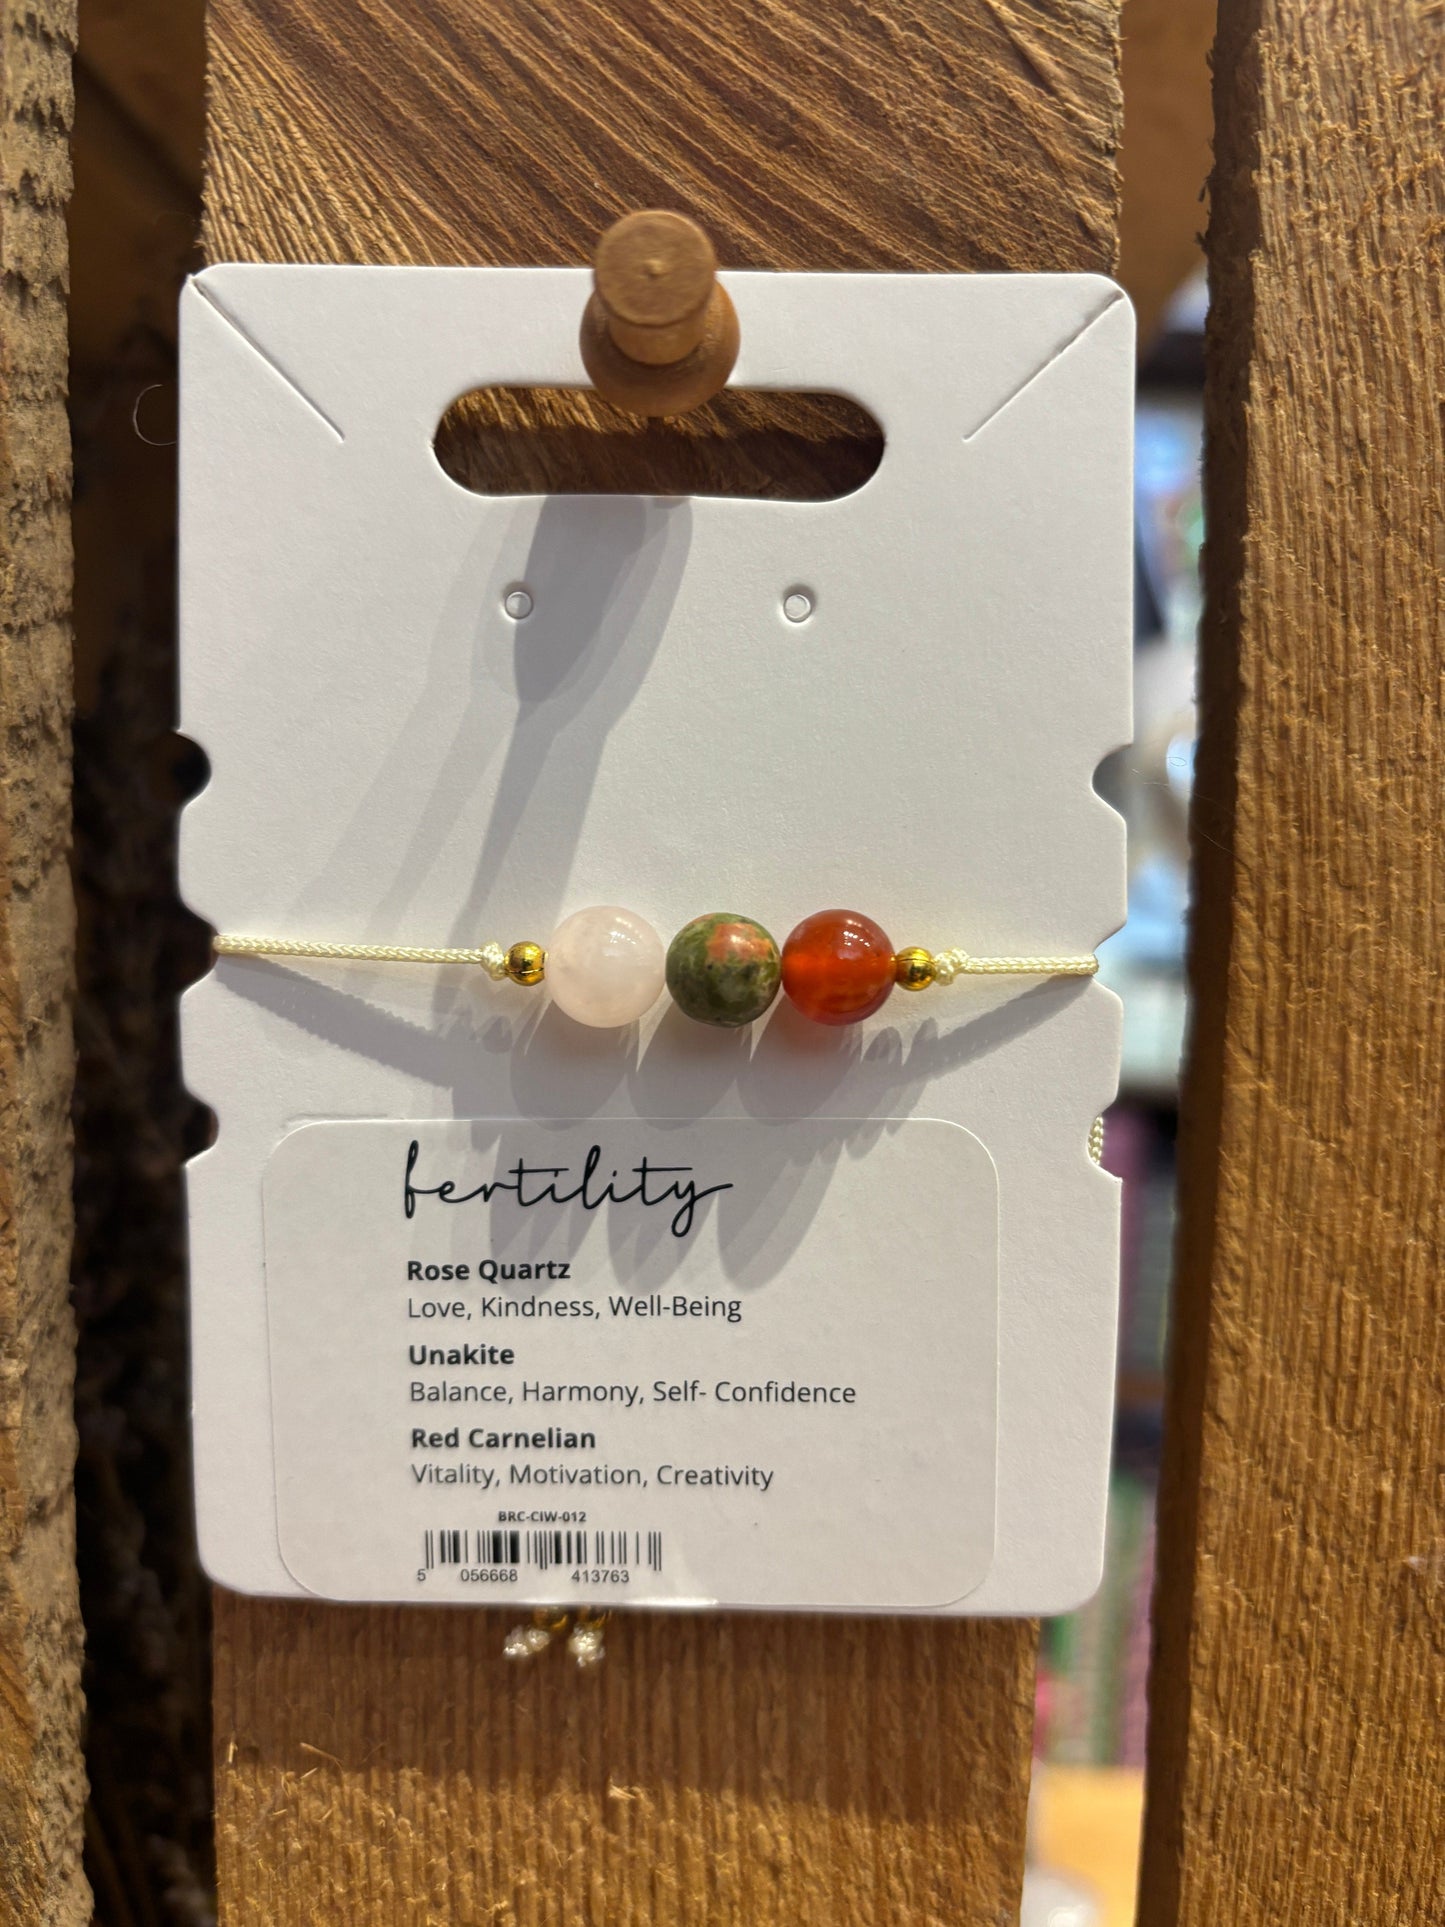 fertility
Rose Quartz
Love, Kindness, Well-Being
Unakite
Balance, Harmony, Self- Confidence
Red Carnelian
Vitality, Motivation, Creativity
BRC-CIW-012
5 056668 413763